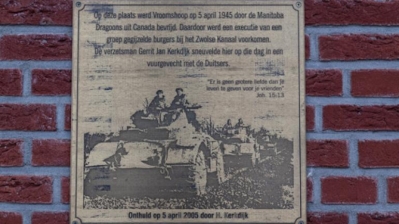 Op deze plaats werd Vroomshoop op 5 april 1945 door de Manitoba
Dragoons uit Canada bevrijd. Daardoor werd een executie van een
groep gegijzelde burgers bij het Zwolse Kanaal voorkomen.
De verzetsman Gerrit Jan Kerkdijk sneuvelde hier op die dag in een
vuurgevecht met de Duitsers.
"Er is geen grotere liefde dan je
leven te geven voor je vrienden"
Joh. 15:13
Onthuld op 5 april 2005 door H. Kerkdijk